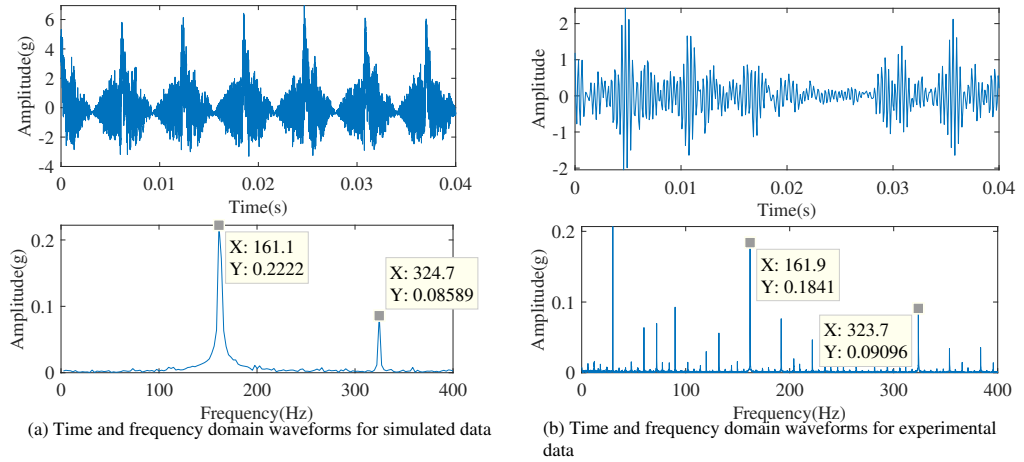 6
4
2
0
-2
-4
Amplitude(g)
0 0.01 0.02 0.03 0.04
Time(s)
0.2
0.1
0
Amplitude(g)
X: 161.1
Y: 0.2222
X: 324.7
Y: 0.08589
0 100 200 300 400
Frequency(Hz)
(a) Time and frequency domain waveforms for simulated data
2
1
0
-1
-2
Amplitude
0 0.01 0.02 0.03 0.04
Time(s)
0.2
0.1
0
Amplitude(g)
X: 161.9
Y: 0.1841
X: 323.7
Y: 0.09096
100 200 300 400
Frequency(Hz)
(b) Time and frequency domain waveforms for experimental
data